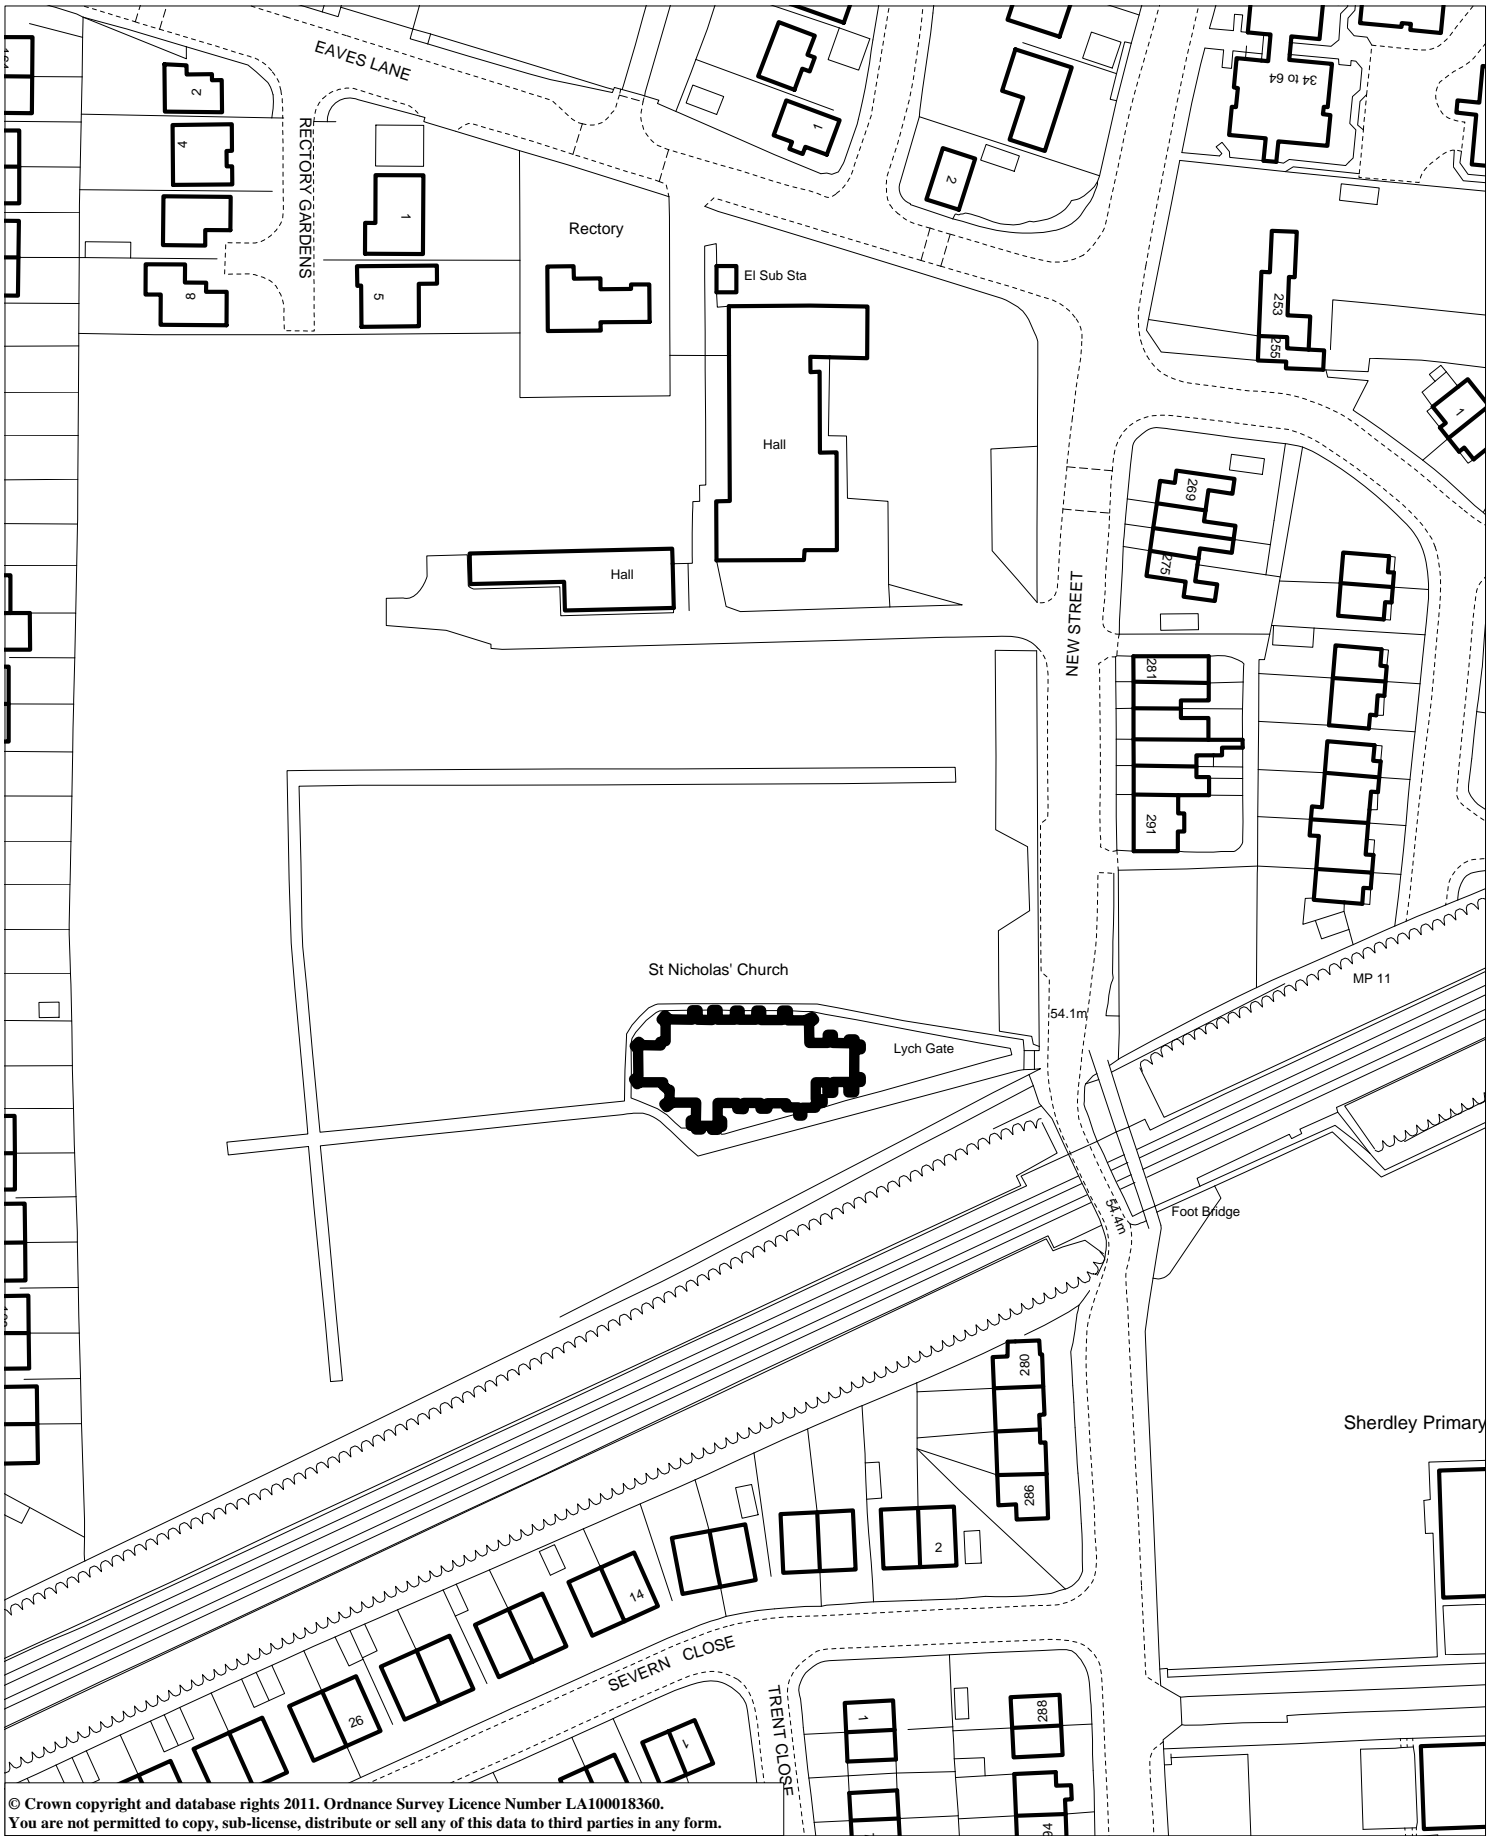 EAVES LANE
34 to 64
2
1
RECTORY GARDENS
4
2
1
Rectory
El Sub Sta
8
5
253
255
1
Hall
269
275
Hall
NEW STREET
281
291
St Nicholas' Church
MP 11
54.1m
Lych Gate
54.4m
Foot Bridge
280
Sherdley Primary
286
2
14
SEVERN CLOSE
26
TRENT CLOSE
1
288
1
94
© Crown copyright and database rights 2011. Ordnance Survey Licence Number LA100018360.
You are not permitted to copy, sub-license, distribute or sell any of this data to third parties in any form.